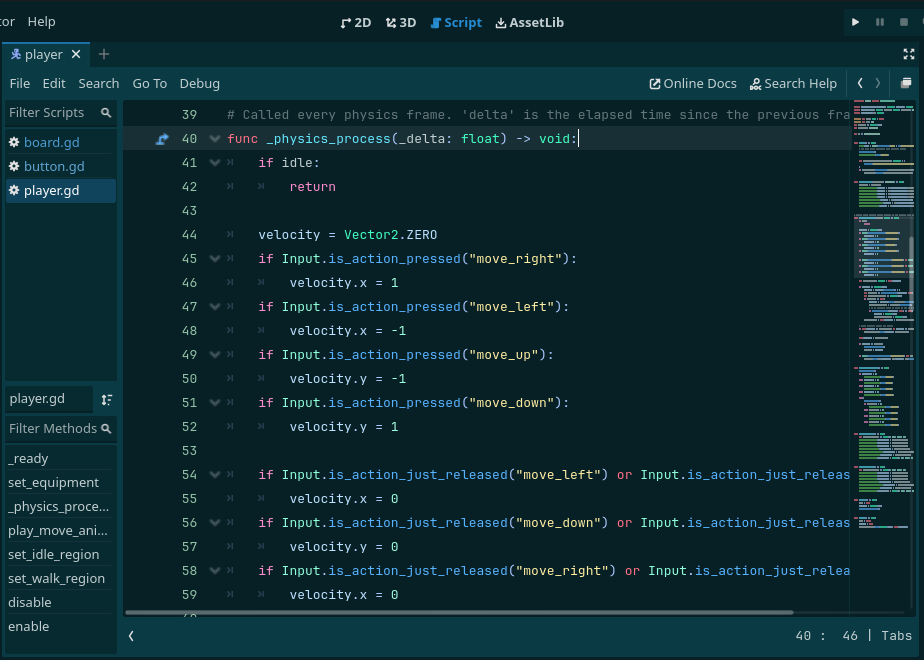 tor Help
2D 3D Script AssetLib
player
File Edit Search Go To Debug
Online Docs Search Help
Filter Scripts
board.gd
button.gd
player.gd
player.gd
Filter Methods
_ready
set_equipment
_physics_proce...
play_move_ani...
set_idle_region
set_walk_region
disable
enable
39 # Called every physics frame. 'delta' is the elapsed time since the previous fra
40 func _physics_process(_delta: float) -> void:
41 if idle:
42 return
43
44 velocity = Vector2.ZERO
45 if Input.is_action_pressed("move_right"):
46 velocity.x = 1
47 if Input.is_action_pressed("move_left"):
48 velocity.x = -1
49 if Input.is_action_pressed("move_up"):
50 velocity.y = -1
51 if Input.is_action_pressed("move_down"):
52 velocity.y = 1
53
54 if Input.is_action_just_released("move_left") or Input.is_action_just_releas
55 velocity.x = 0
56 if Input.is_action_just_released("move_down") or Input.is_action_just_releas
57 velocity.y = 0
58 if Input.is_action_just_released("move_right") or Input.is_action_just_relea
59 velocity.x = 0
40 : 46 | Tabs